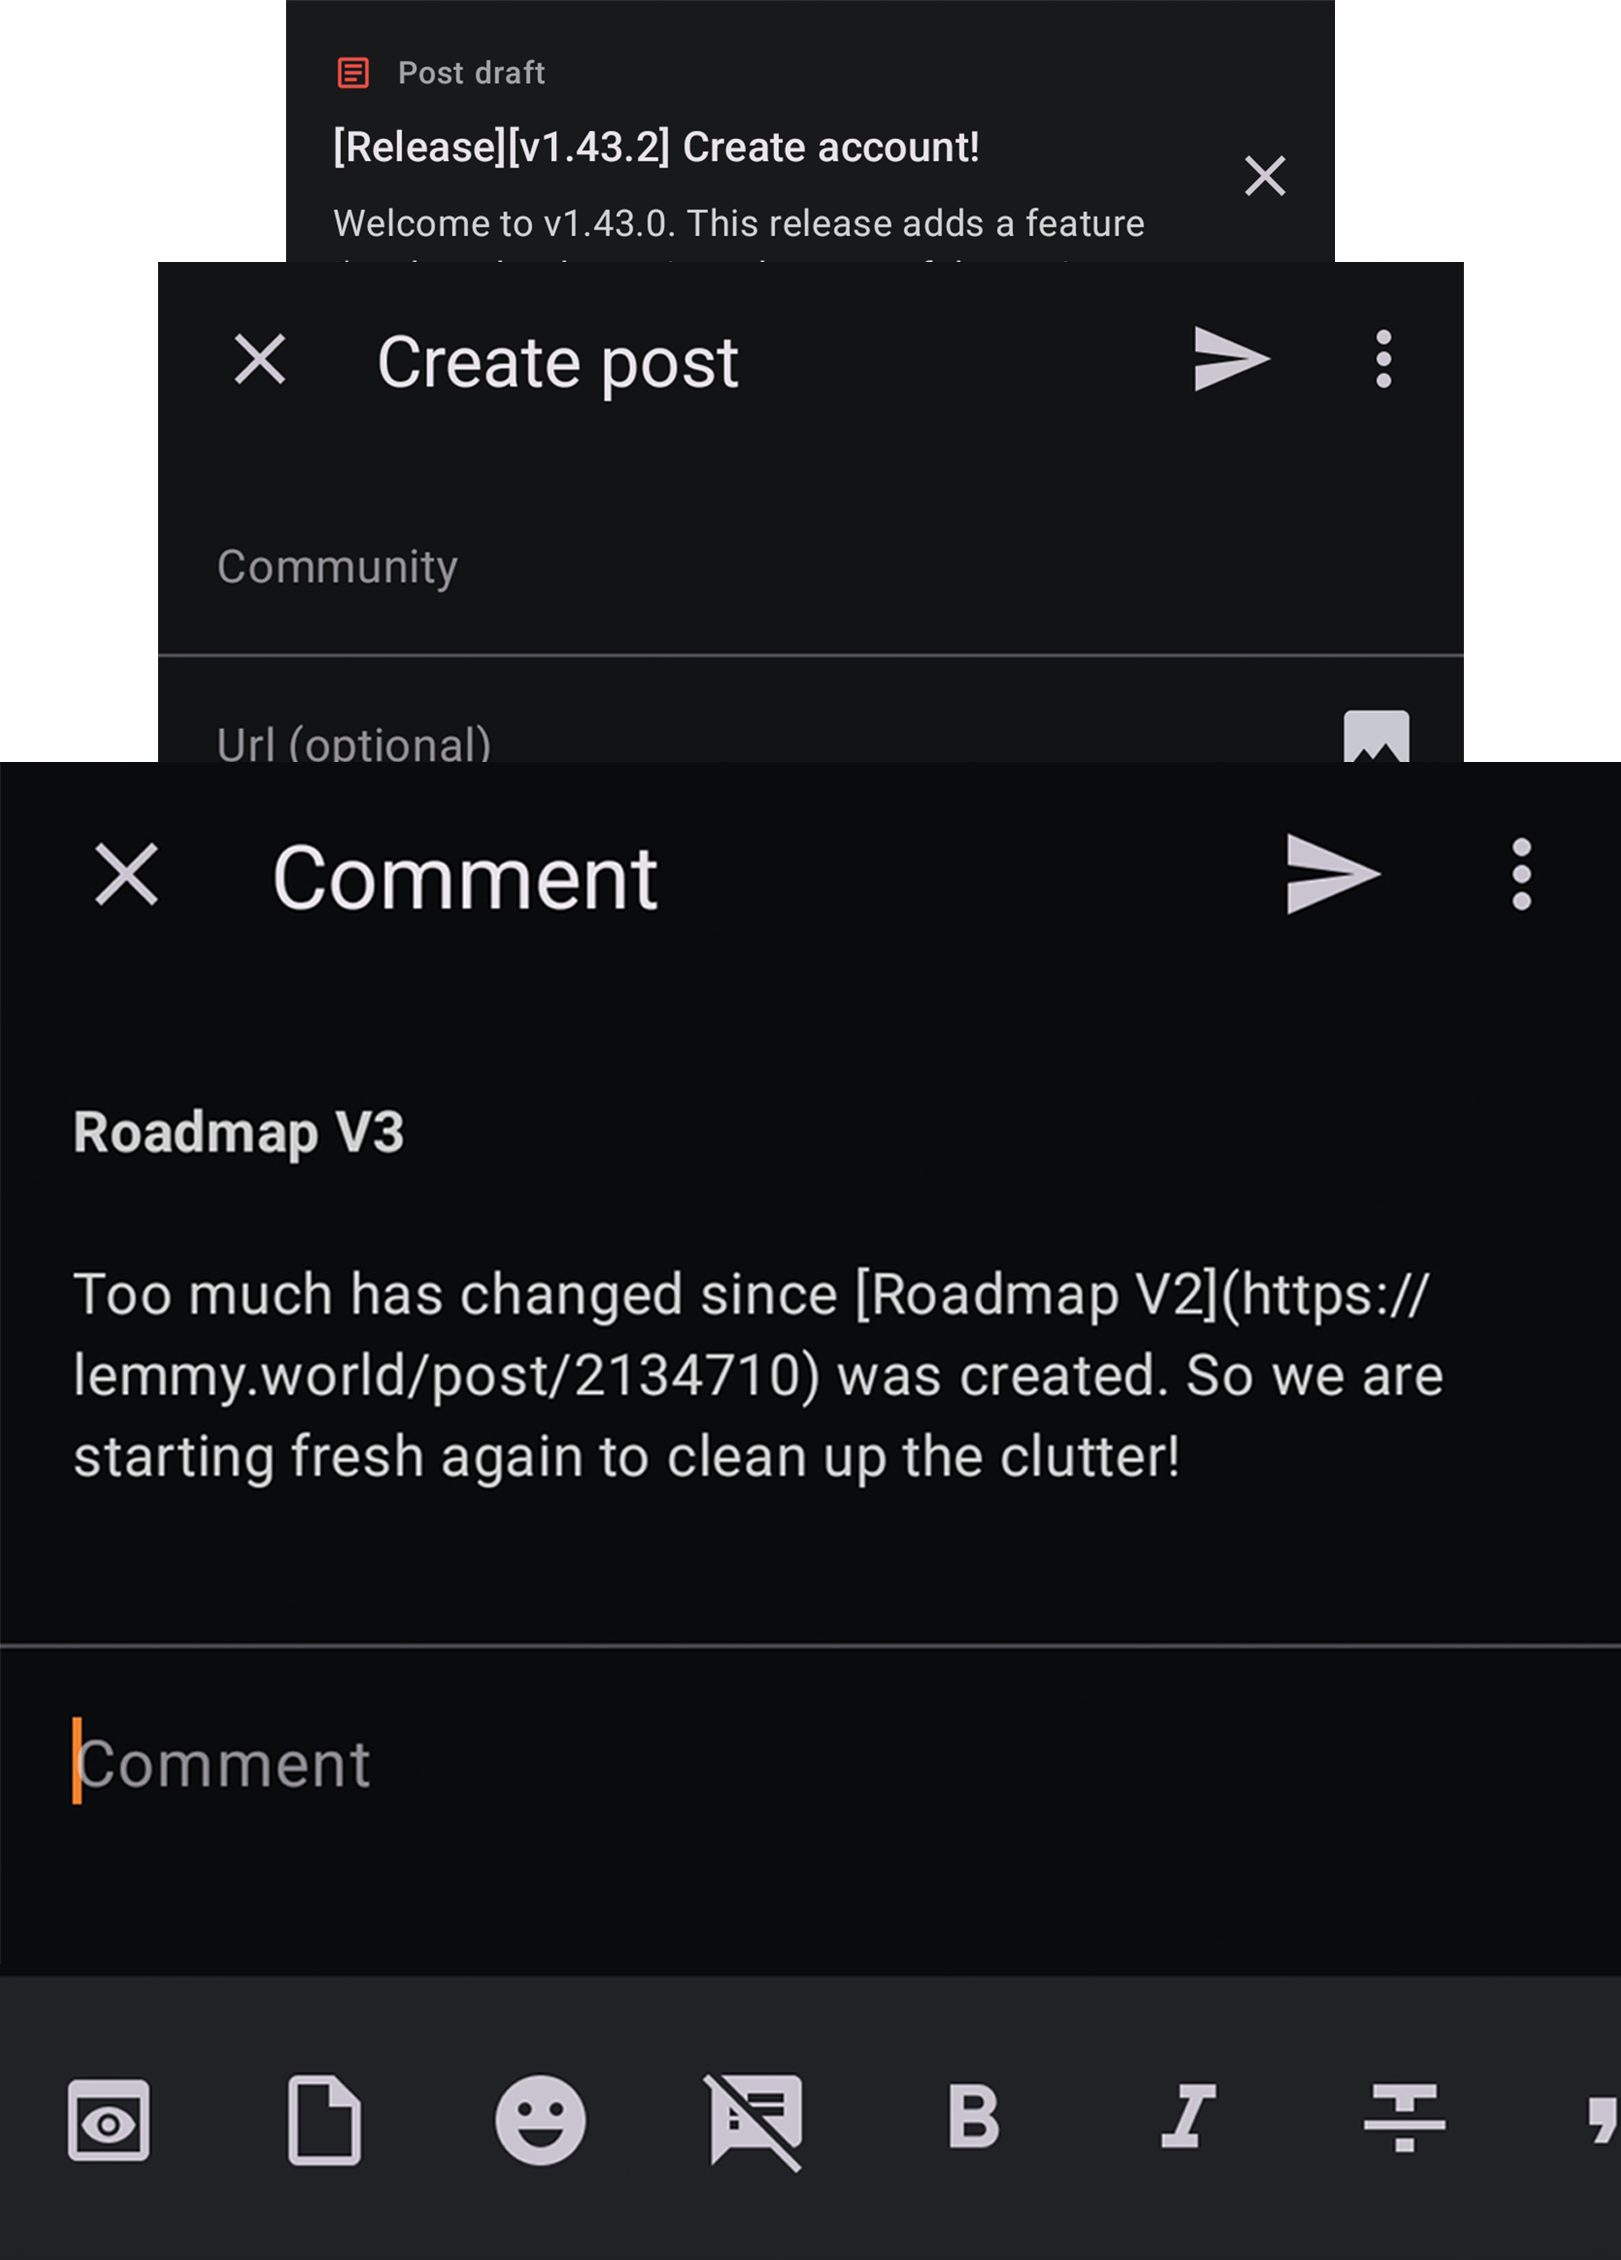 Post draft
[Release][v1.43.2] Create account!
Welcome to v1.43.0. This release adds a feature
Create post
Community
Url (optional)
Comment
Roadmap V3
Too much has changed since [Roadmap V2](https://
lemmy.world/post/2134710) was created. So we are
starting fresh again to clean up the clutter!
Comment